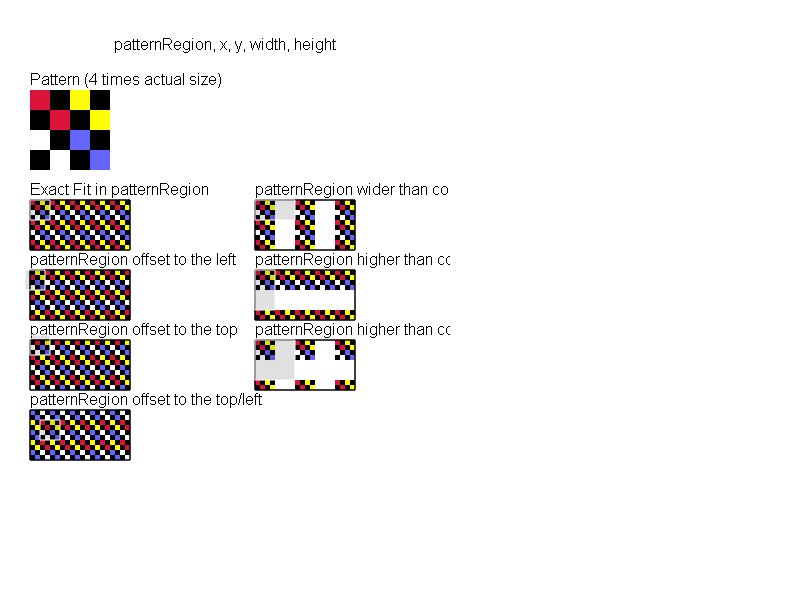 patternRegion, x, y, width, height
Pattern (4 times actual size)
Exact Fit in patternRegion
patternRegion wider than co
patternRegion offset to the left
patternRegion higher than
patternRegion offset to the top
patternRegion higher than
patternRegion offset to the top/left